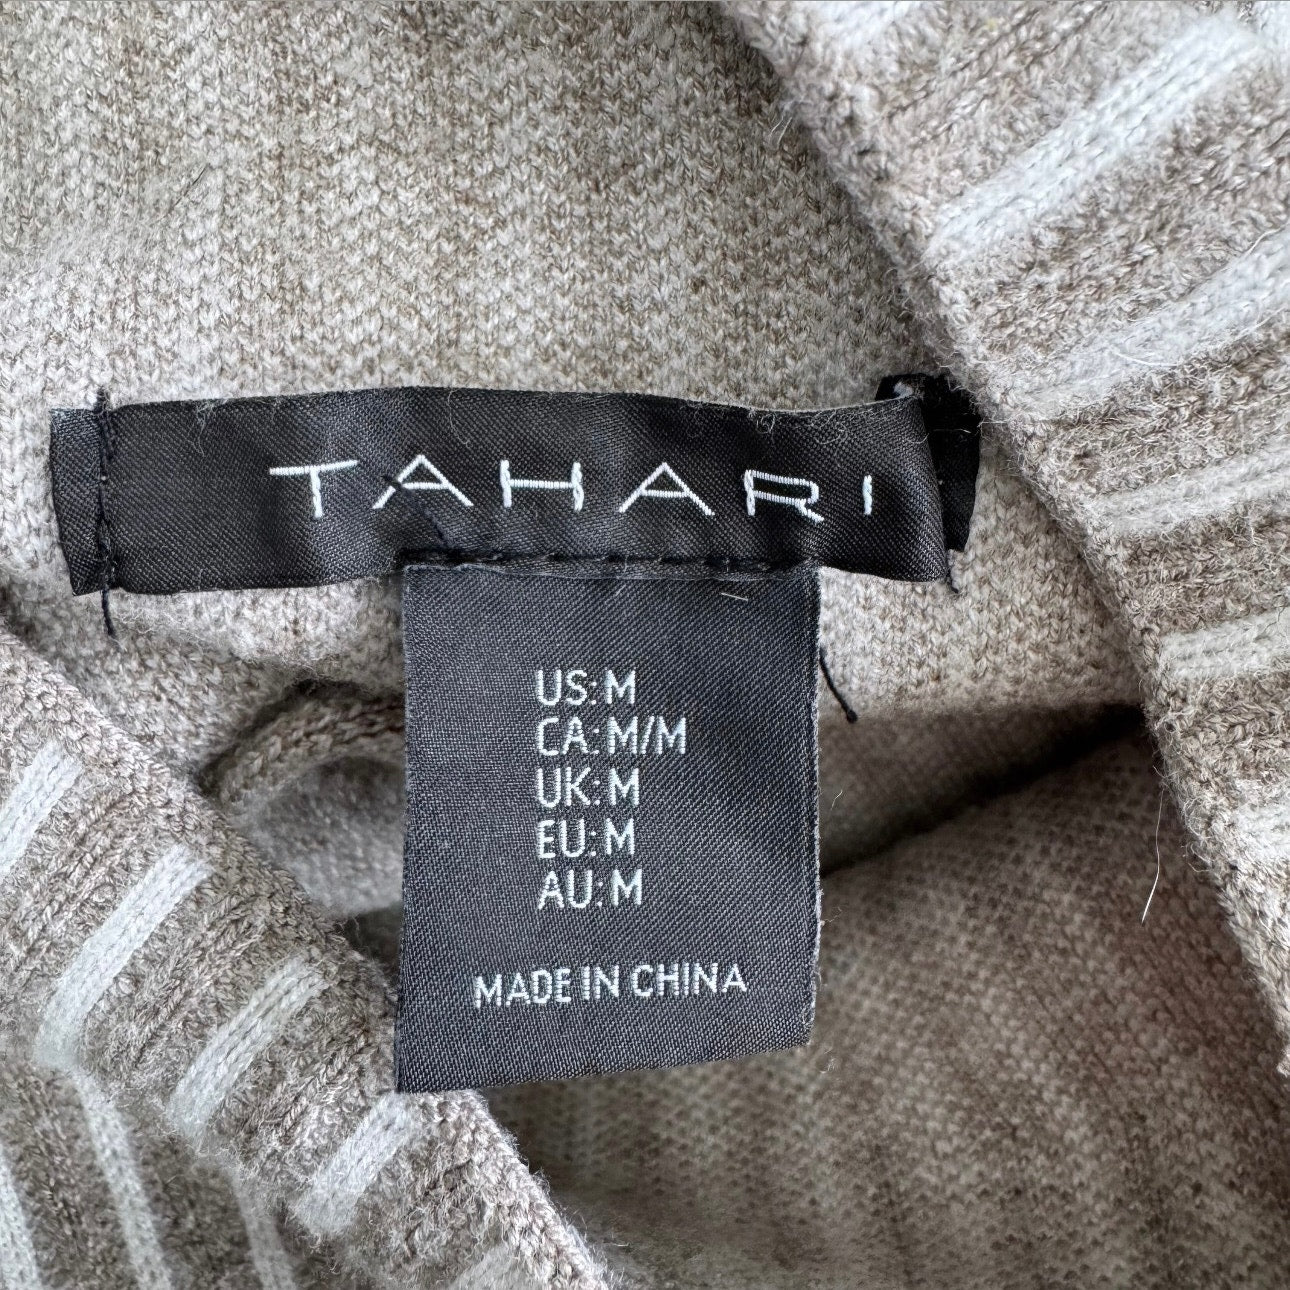 TAHARI
US: M
CA: M/M
UK: M
EU: M
AU: M
MADE IN CHINA